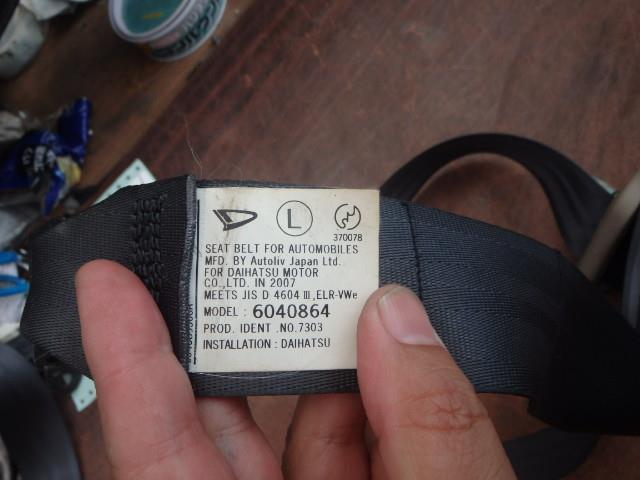 L
370078
SEAT BELT FOR AUTOMOBILES
MFD. BY Autoliv Japan Ltd.
FOR DAIHATSU MOTOR
CO.,LTD. IN 2007
MEETS JIS D 4604 III,ELR-VWe
MODEL : 6040864
PROD. IDENT .NO.7303
INSTALLATION : DAIHATSU